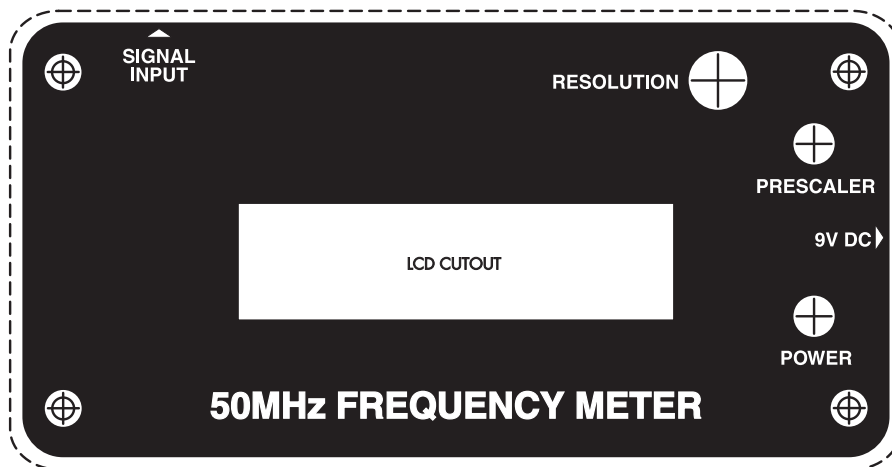 SIGNAL
INPUT
RESOLUTION
PRESCALER
9V DC
LCD CUTOUT
POWER
50MHz FREQUENCY METER